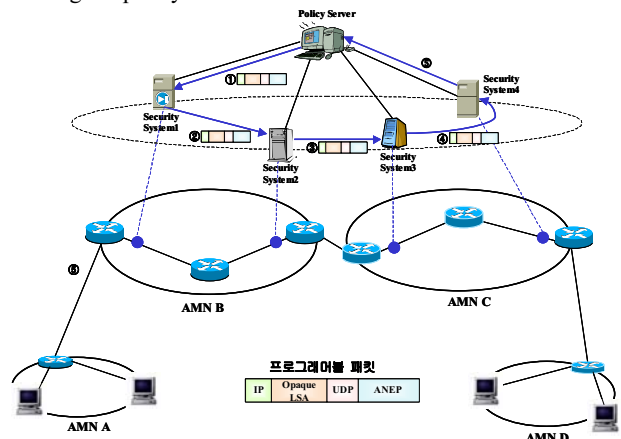 Policy Server
①
⑤
Security
System4
Security
System1
②
Security
System2
③
Security
System3
④
⑥
AMN B
AMN C
프로그래머블 패킷
IP
Opaque
LSA
UDP
ANEP
AMN A
AMN D